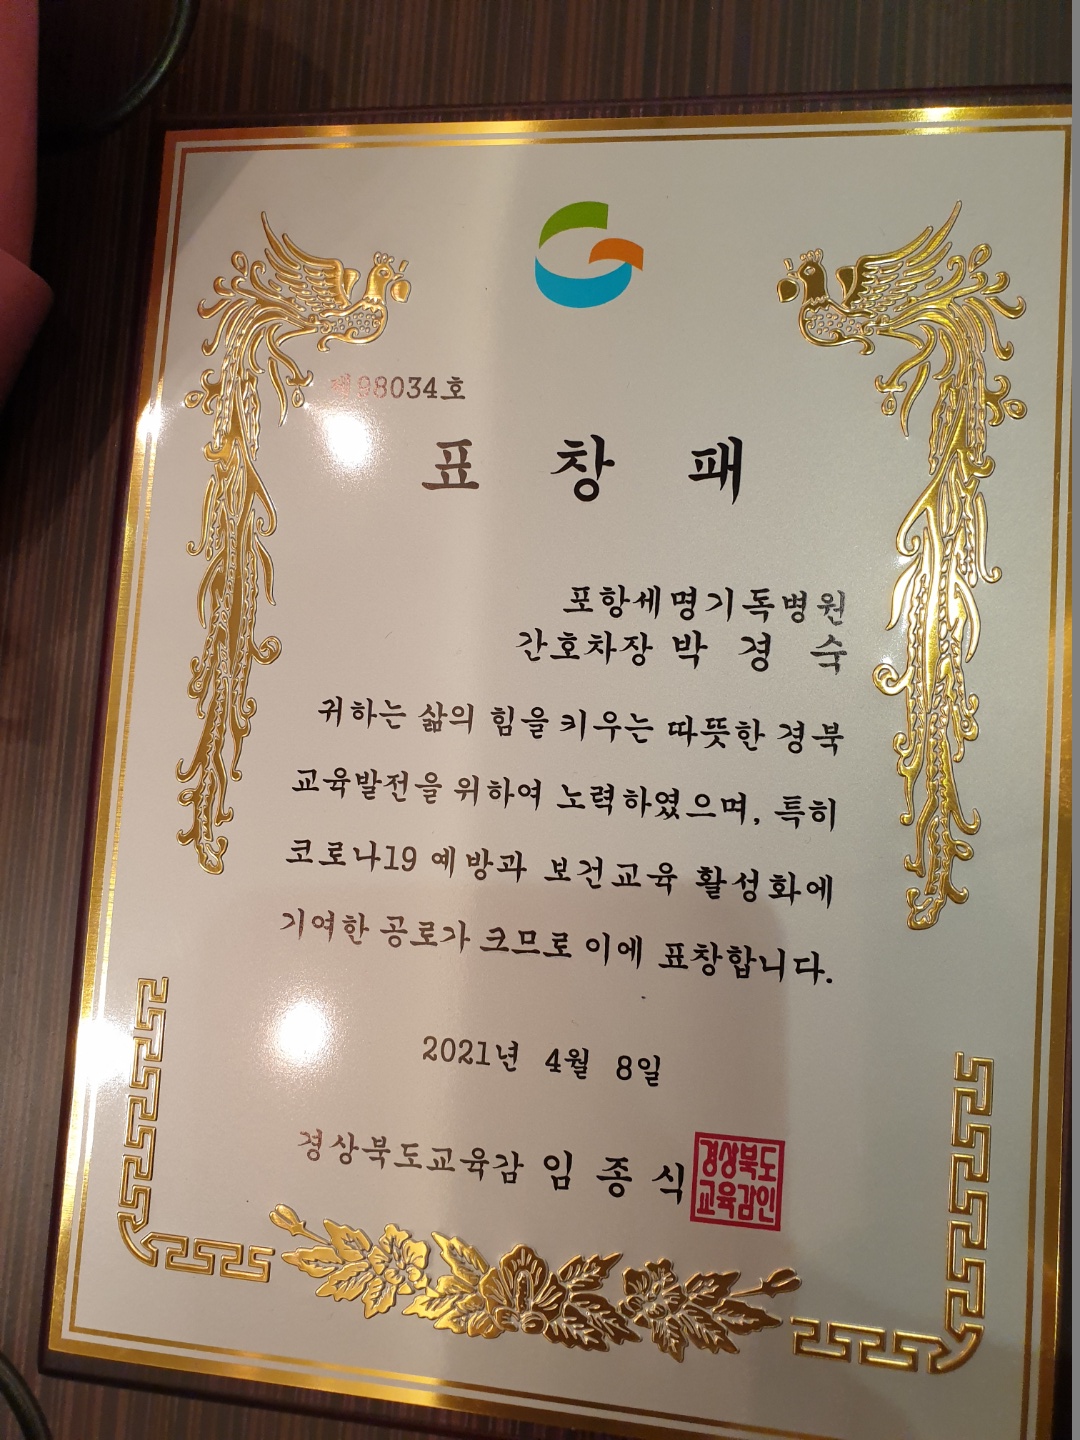 제98034호
표 창 패
포항세명기독병원
간호차장 박 경 숙
귀하는 삶의 힘을 키우는 따뜻한 경북
교육발전을 위하여 노력하였으며, 특히
코로나19 예방과 보건교육 활성화에
기여한 공로가 크므로 이에 표창합니다.
2021년 4월 8일
경상북도교육감 임 종 식
경상북도
교육감인